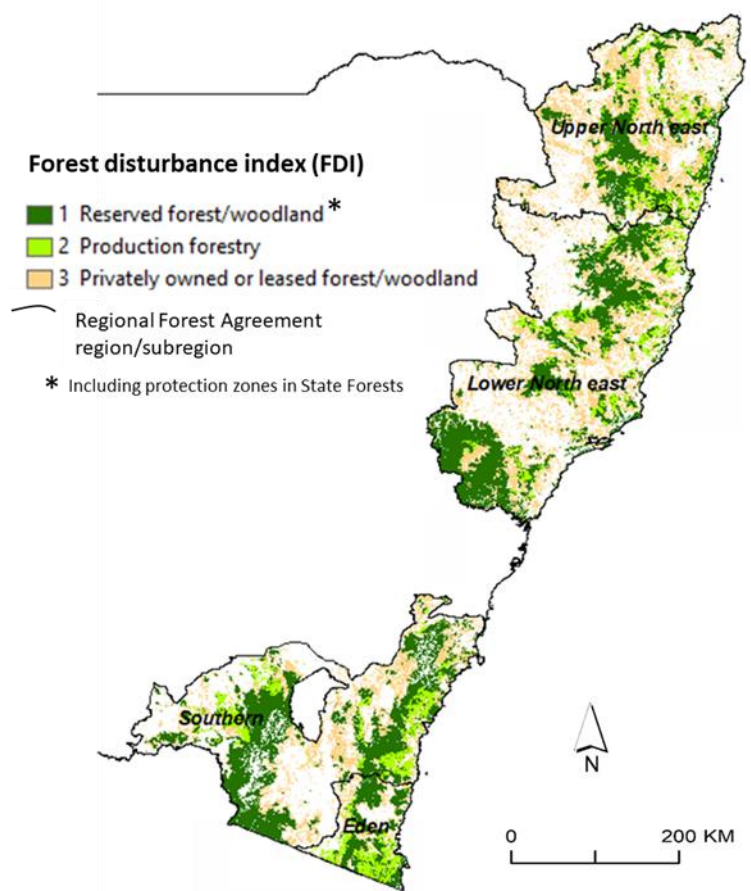 Upper North east
Forest disturbance index (FDI)
1 Reserved forest/woodland *
2 Production forestry
3 Privately owned or leased forest/woodland
Regional Forest Agreement
region/subregion
* Including protection zones in State Forests
Lower North east
Southern
Eden
N
0 200 KM